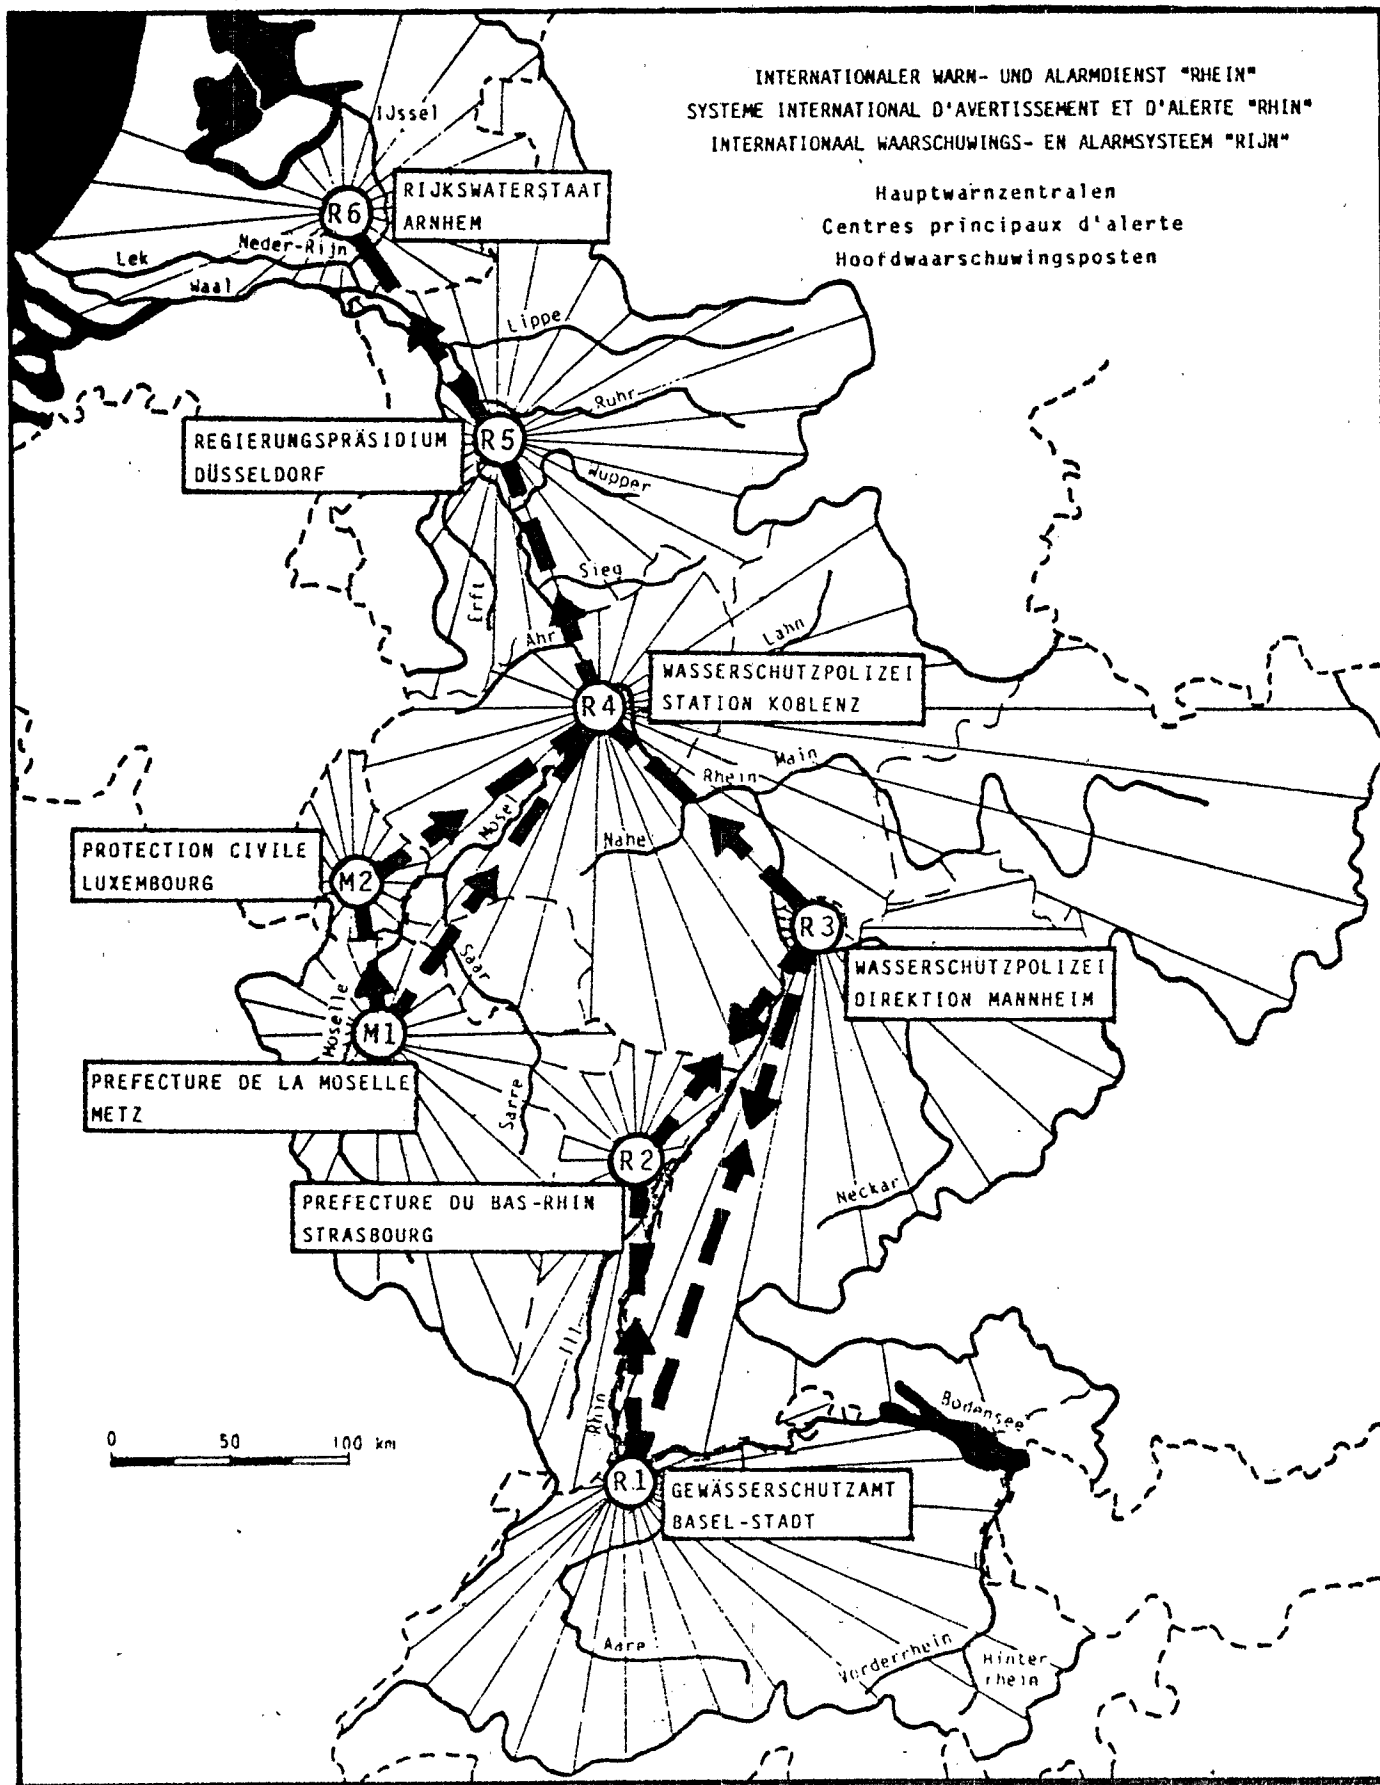 INTERNATIONALER WARN- UND ALARMDIENST "RHEIN"
SYSTEME INTERNATIONAL D'AVERTISSEMENT ET D'ALERTE "RHIN"
INTERNATIONAAL WAARSCHUWINGS- EN ALARMSYSTEEM "RIJN"
Hauptwarnzentralen
Centres principaux d'alerte
Hoofdwaarschuwingsposten
IJssel
R6
RIJKSWATERSTAAT
ARNHEM
Neder-Rijn
Lek
Waal
Lippe
Ruhr
R5
REGIERUNGSPRÄSIDIUM
DÜSSELDORF
Wupper
Sieg
Erft
Ahr
Lahn
R4
WASSERSCHUTZPOLIZEI
STATION KOBLENZ
Main
Rhein
Mosel
Nahe
PROTECTION CIVILE
LUXEMBOURG
M2
R3
WASSERSCHUTZPOLIZEI
DIREKTION MANNHEIM
Saar
Moselle
M1
PREFECTURE DE LA MOSELLE
METZ
Sarre
R2
PREFECTURE DU BAS-RHIN
STRASBOURG
Neckar
Ill
Rhin
Bodensee
0 50 100 km
R1
GEWÄSSERSCHUTZAMT
BASEL-STADT
Aare
Vorderrhein
Hinter
rhein